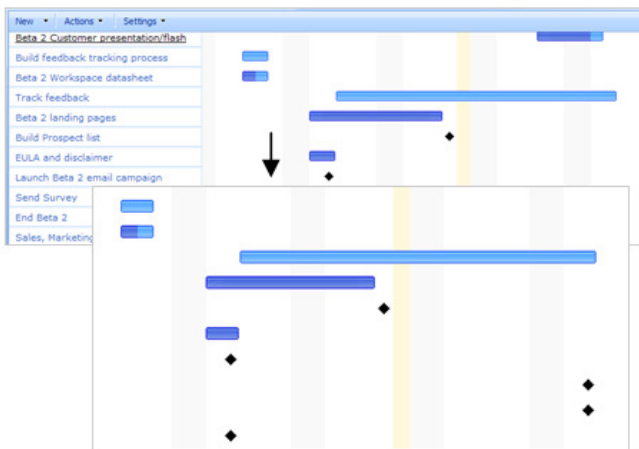 New Actions Settings
Beta 2 Customer presentation/flash
Build feedback tracking process
Beta 2 Workspace datasheet
Track feedback
Beta 2 landing pages
Build Prospect list
EULA and disclaimer
Launch Beta 2 email campaign
Send Survey
End Beta 2
Sales, Marketing